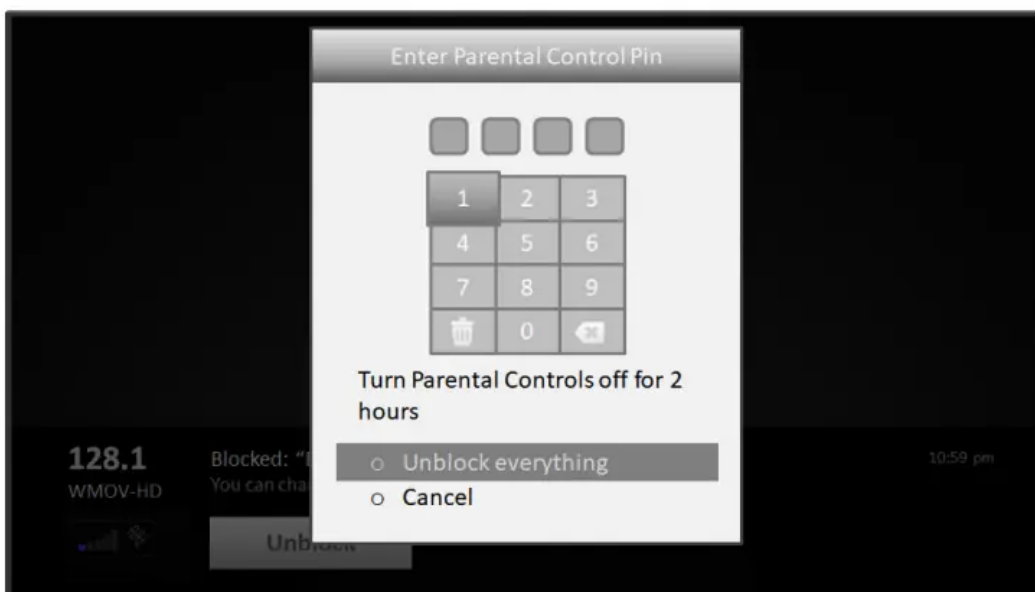 Enter Parental Control Pin
1 2 3
4 5 6
7 8 9
0
Turn Parental Controls off for 2
hours
Unblock everything
Cancel
128.1
WMOV-HD
Blocked: "
You can
10:59 pm
Unblock